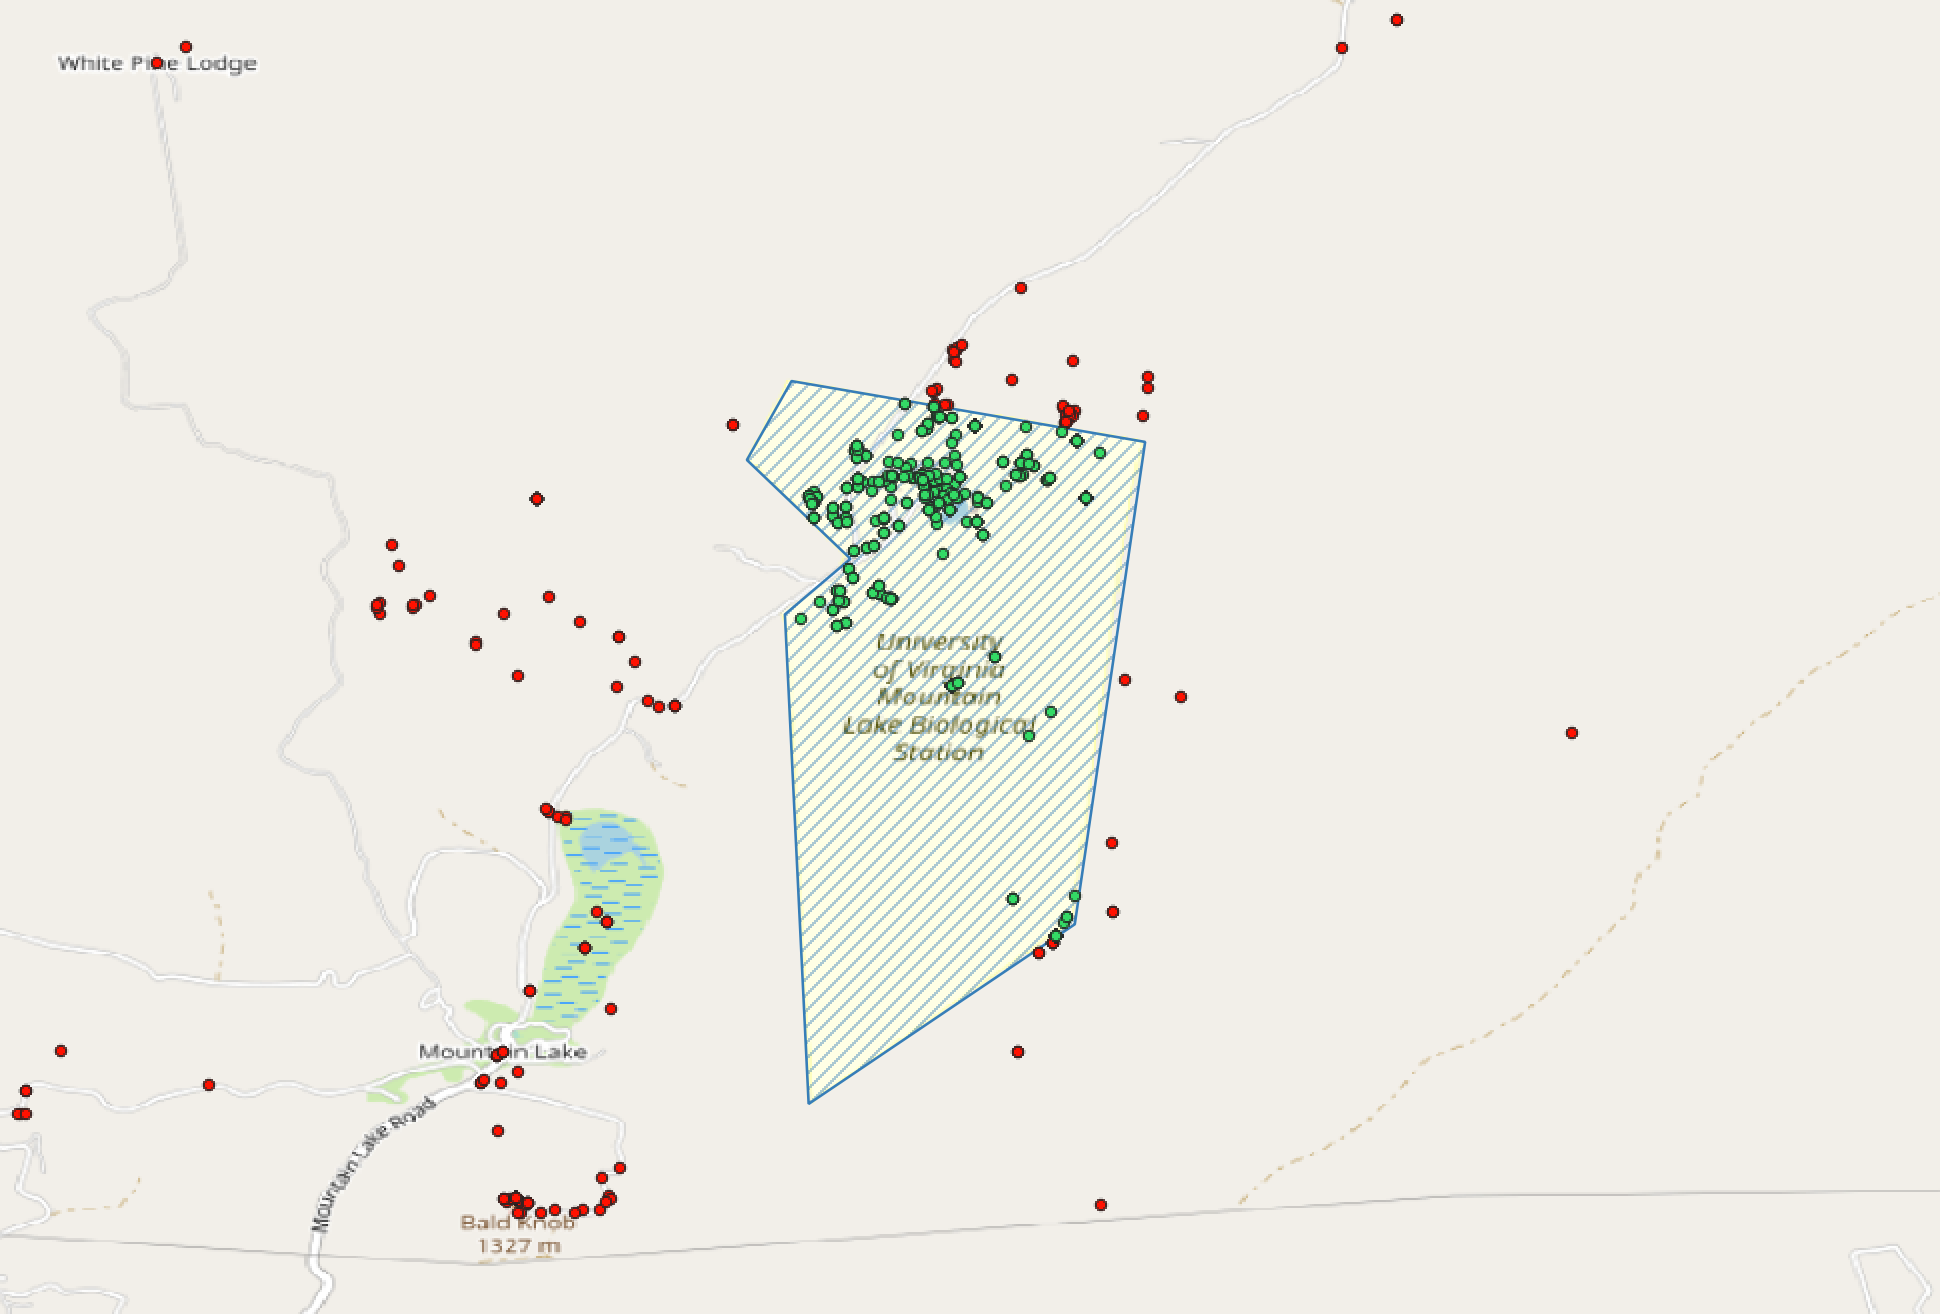 White Pine Lodge
University
of Virginia
Mountain
Lake Biological
Station
Mountain Lake
Mountain Lake Road
Bald Knob
1327 m